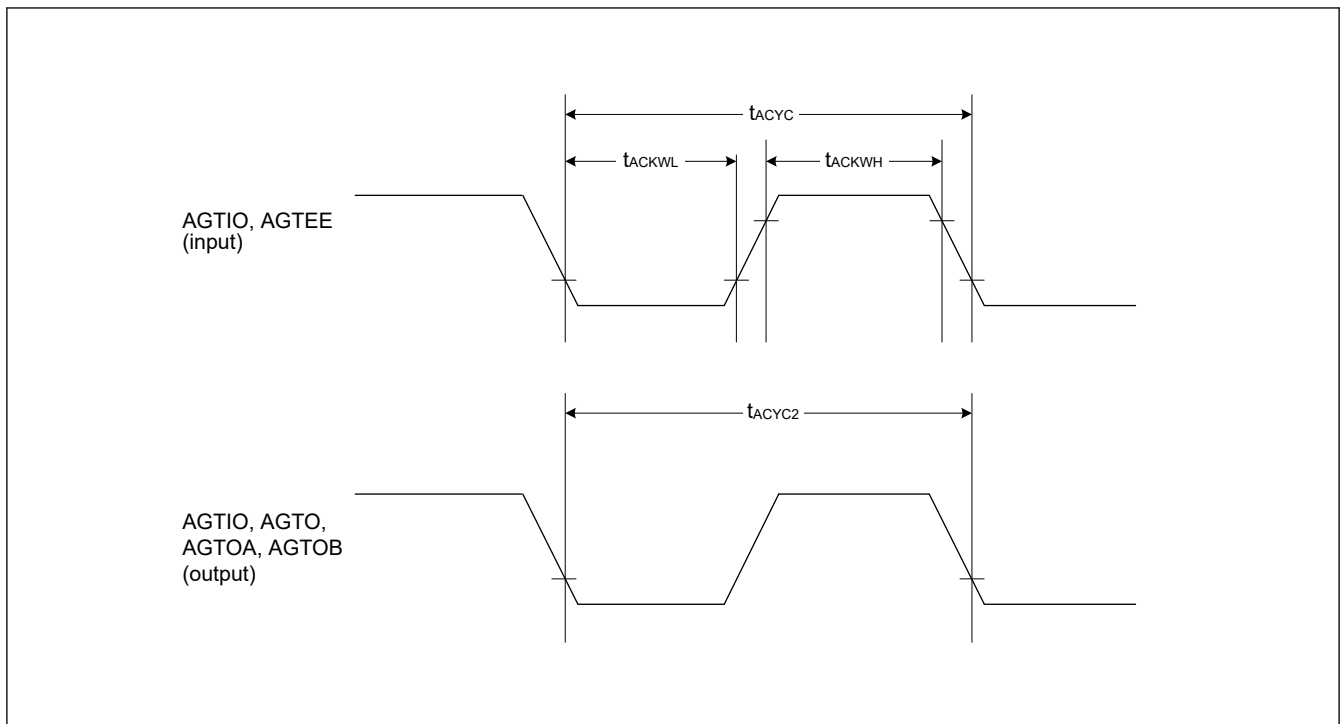 tACYC
tACKWL
tACKWH
AGTIO, AGTEE
(input)
tACYC2
AGTIO, AGTO,
AGTOA, AGTOB
(output)